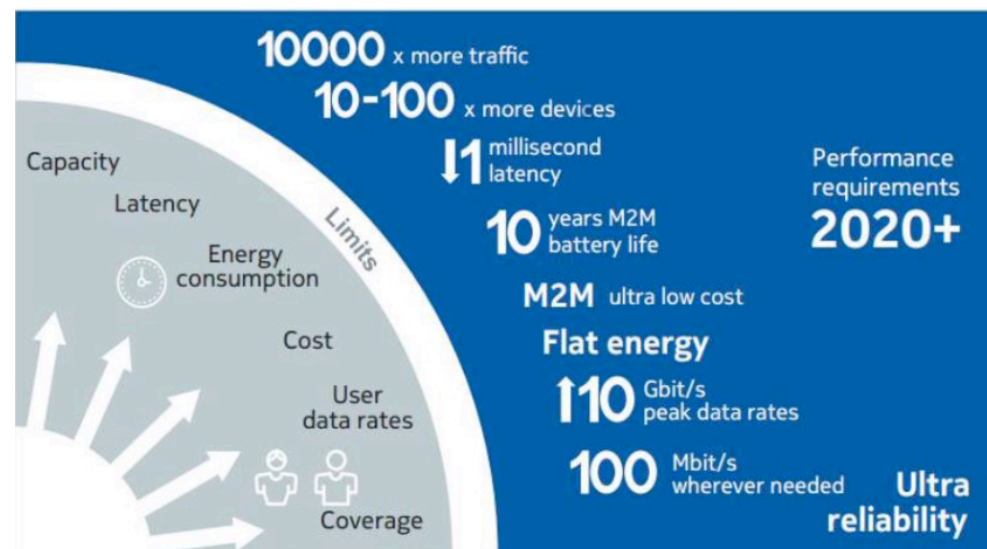 10000 x more traffic
10-100 x more devices
↓1 millisecond
latency
10 years M2M
battery life
M2M ultra low cost
Flat energy
↑10 Gbit/s
peak data rates
100 Mbit/s
wherever needed
Ultra
reliability
Performance
requirements
2020+
Limits
Capacity
Latency
Energy
consumption
Cost
User
data rates
Coverage